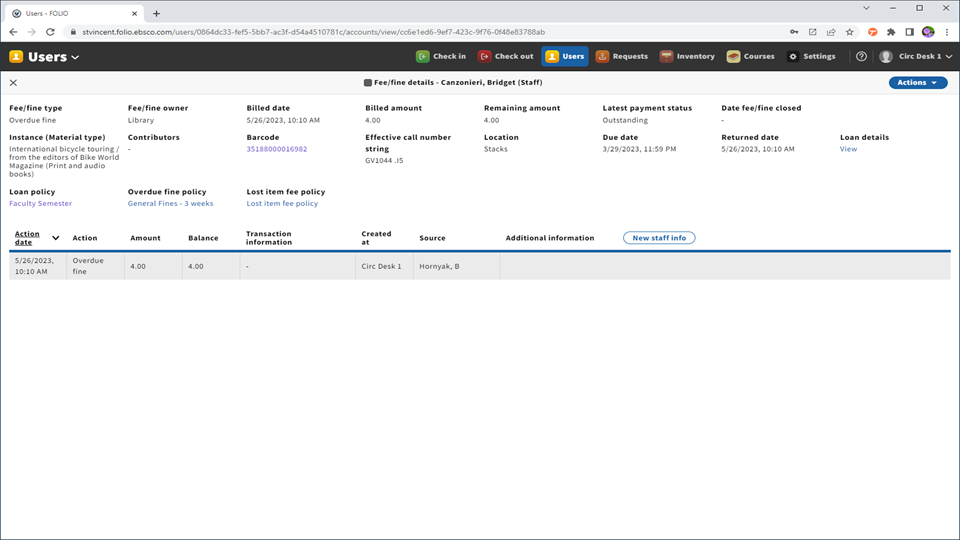 Users - FOLIO
stvincent.folio.ebsco.com/users/0864dc33-fef5-5bb7-ac3f-d54a4510781c/accounts/view/cc6e1ed6-9ef7-423c-9f76-0f48e83788ab
Users Check in Check out Users Requests Inventory Courses Settings Circ Desk 1
Fee/fine details - Canzonieri, Bridget (Staff) Actions
Fee/fine type Fee/fine owner Billed date Billed amount Remaining amount Latest payment status Date fee/fine closed
Overdue fine Library 5/26/2023, 10:10 AM 4.00 4.00 Outstanding -
Instance (Material type) Contributors Barcode Effective call number string Location Due date Returned date Loan details
International bicycle touring / - 35188000016982 GV1044 .I5 Stacks 3/29/2023, 11:59 PM 5/26/2023, 10:10 AM View
from the editors of Bike World
Magazine (Print and audio
books)
Loan policy Overdue fine policy Lost item fee policy
Faculty Semester General Fines - 3 weeks Lost item fee policy
Action date Action Amount Balance Transaction information Created at Source Additional information New staff info
5/26/2023, 10:10 AM Overdue fine 4.00 4.00 - Circ Desk 1 Hornyak, B